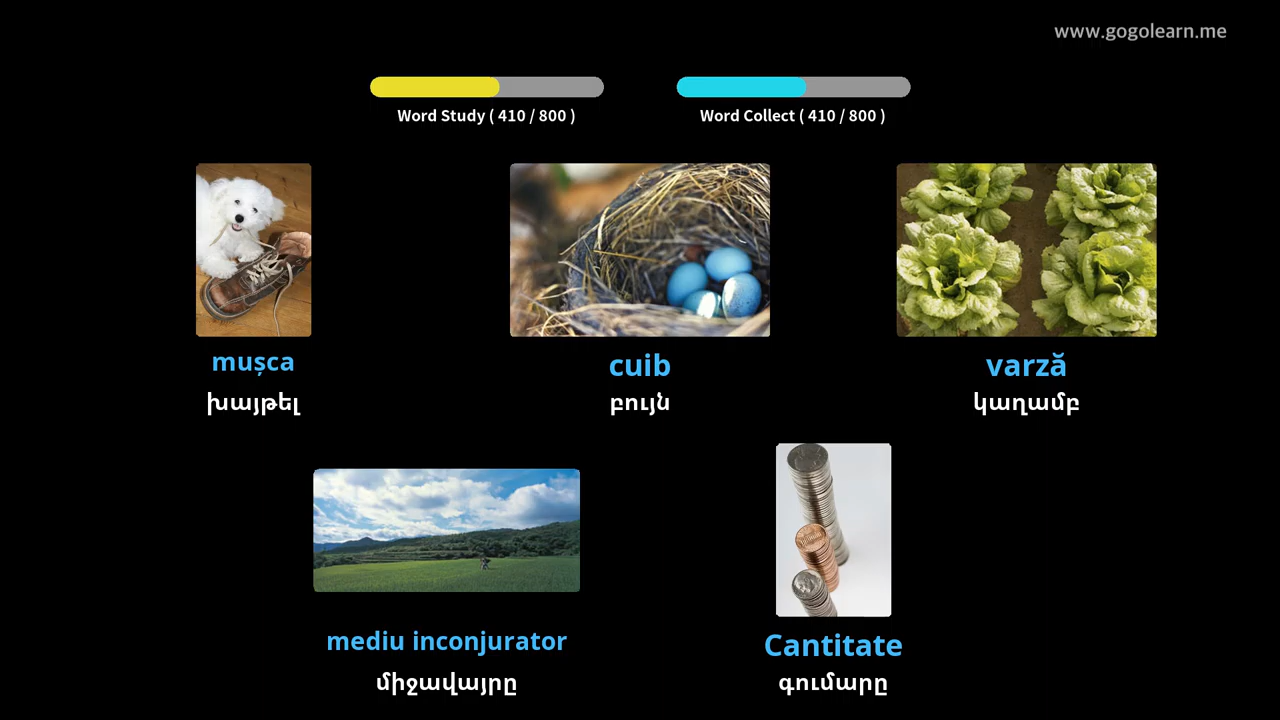 www.gogolearn.me
Word Study ( 410 / 800 )
Word Collect ( 410 / 800 )
mușca
խայթել
cuib
բույն
varză
կաղամբ
mediu inconjurator
միջավայրը
Cantitate
գումարը